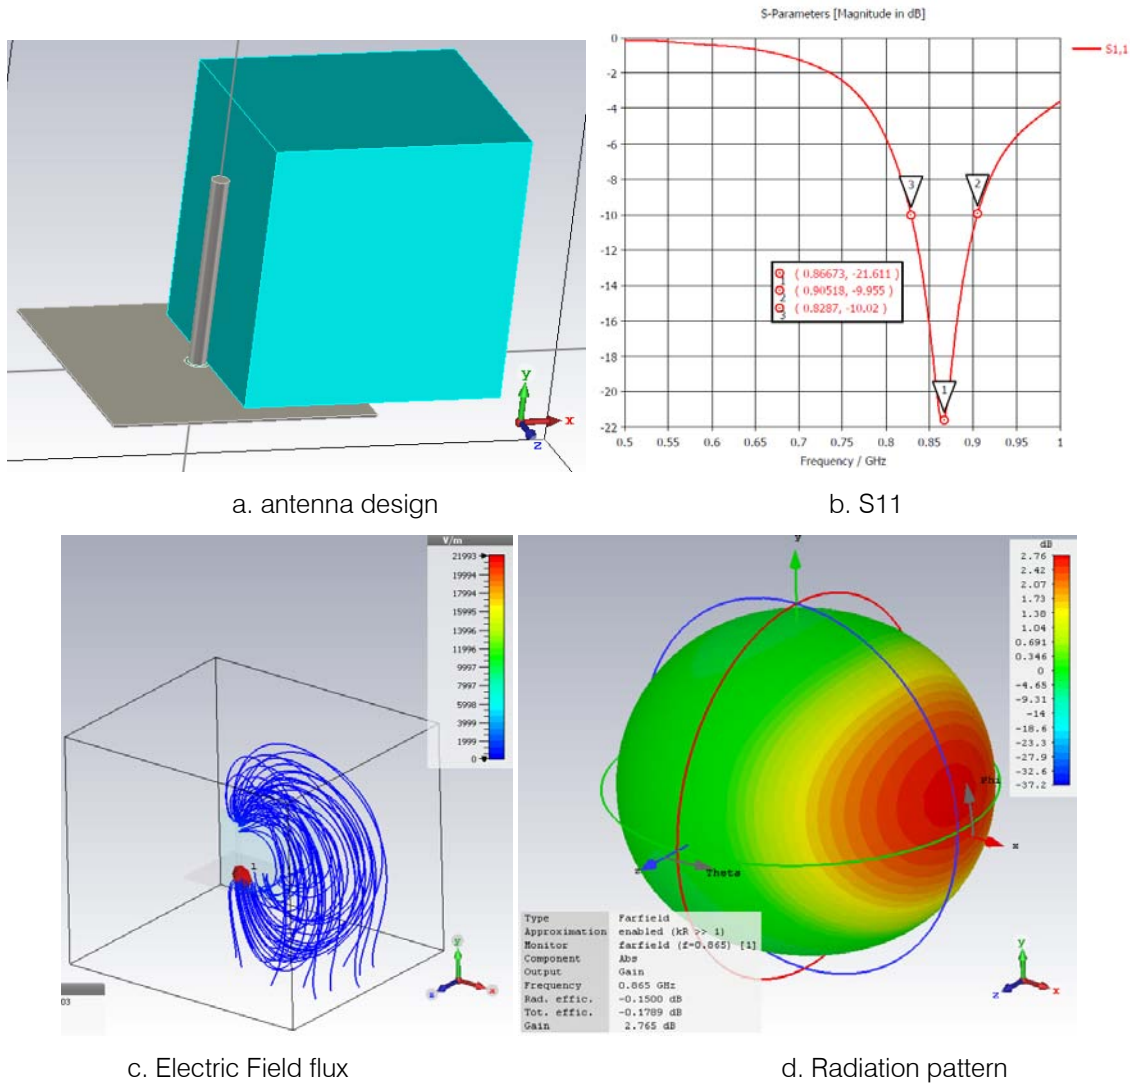 S-Parameters [Magnitude in dB]
S1,1
0
-2
-4
-6
-8
-10
-12
-14
-16
-18
-20
-22
3
2
1
1 ( 0.86673, -21.611 )
2 ( 0.90518, -9.955 )
3 ( 0.8287, -10.02 )
0.5 0.55 0.6 0.65 0.7 0.75 0.8 0.85 0.9 0.95 1
Frequency / GHz
y
x
z
a. antenna design
b. S11
V/m
21993
19994
17995
15995
13996
11996
9997
7997
5998
3999
1999
0
1
y
z
x
03
c. Electric Field flux
dB
2.76
2.42
2.07
1.73
1.38
1.04
0.691
0.346
0
-4.65
-9.31
-14
-18.6
-23.3
-27.9
-32.6
-37.2
y
Phi
x
z
Theta
Type Farfield
Approximation enabled (kR >> 1)
Monitor farfield (f=0.865) [1]
Component Abs
Output Gain
Frequency 0.865 GHz
Rad. effic. -0.1500 dB
Tot. effic. -0.1789 dB
Gain 2.765 dB
y
z
x
d. Radiation pattern